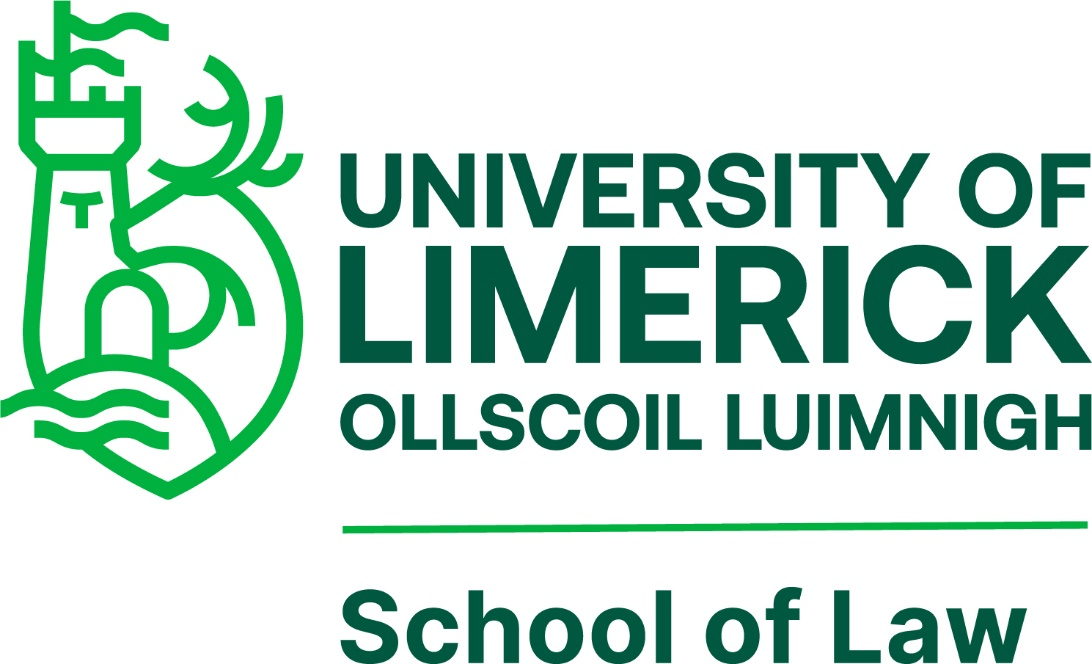 UNIVERSITY OF
LIMERICK
OLLSCOIL LUIMNIGH
School of Law